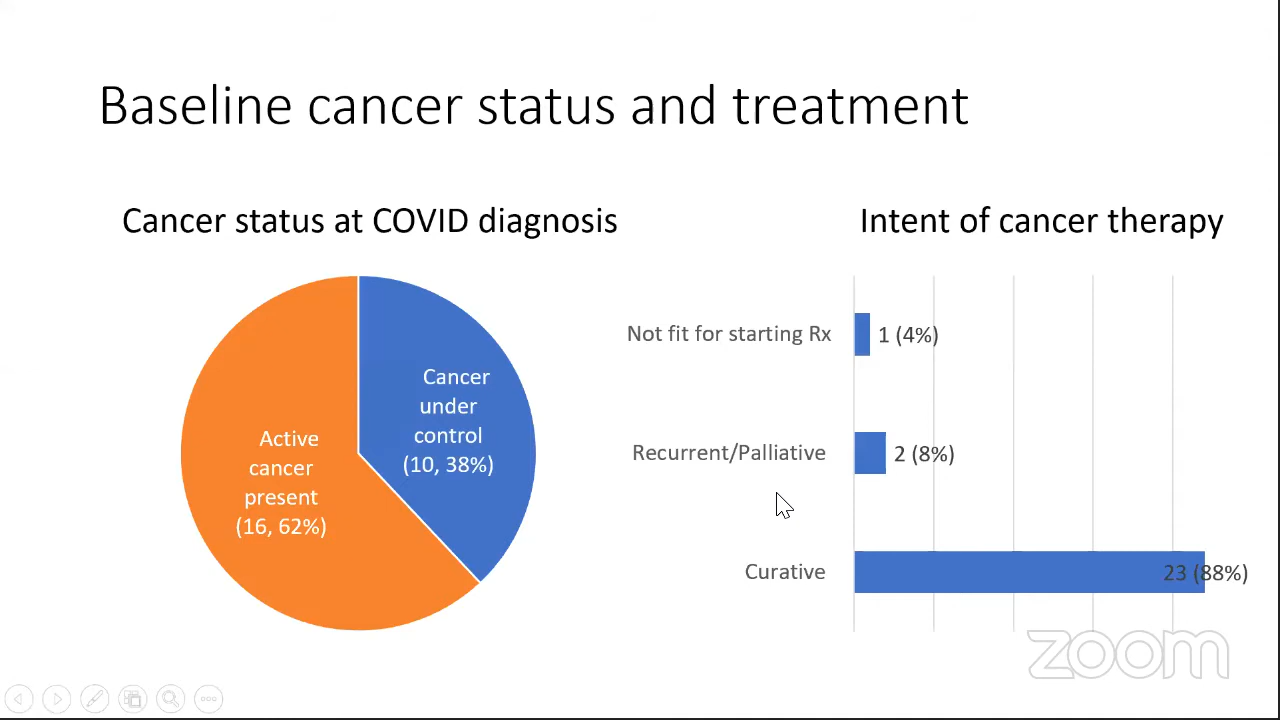 Baseline cancer status and treatment
Cancer status at COVID diagnosis
Cancer
under
control
(10, 38%)
Active
cancer
present
(16, 62%)
Intent of cancer therapy
Not fit for starting Rx
1 (4%)
Recurrent/Palliative
2 (8%)
Curative
23 (88%)
zoom